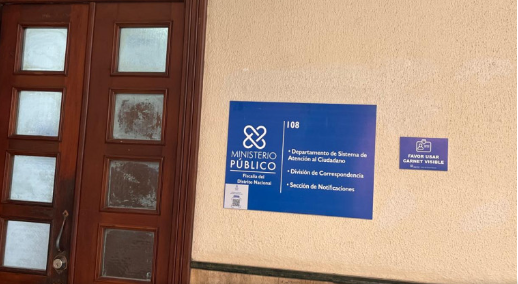 MINISTERIO
PÚBLICO
Fiscalía del
Distrito Nacional
108
• Departamento de Sistema de
Atención al Ciudadano
• División de Correspondencia
• Sección de Notificaciones
FAVOR USAR
CARNET VISIBLE